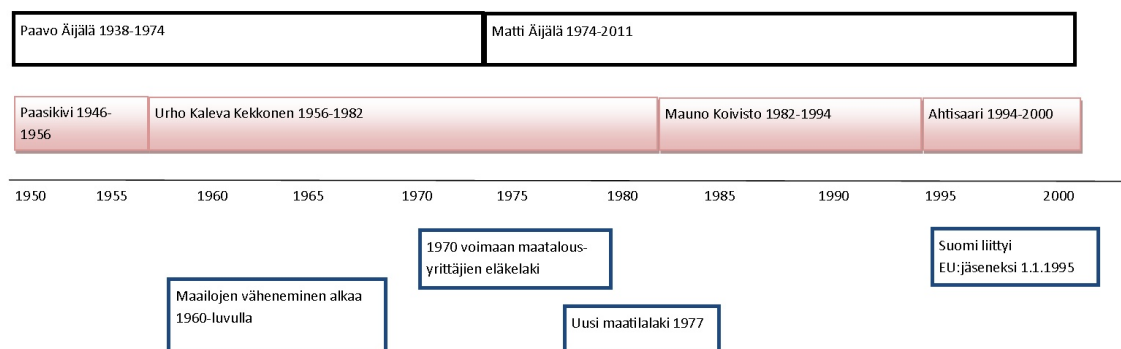 Paavo Äijälä 1938-1974
Matti Äijälä 1974-2011
Paasikivi 1946-
1956
Urho Kaleva Kekkonen 1956-1982
Mauno Koivisto 1982-1994
Ahtisaari 1994-2000
1950 1955 1960 1965 1970 1975 1980 1985 1990 1995 2000
1970 voimaan maatalous-
yrittäjien eläkelaki
Suomi liittyi
EU:jäseneksi 1.1.1995
Maailojen väheneminen alkaa
1960-luvulla
Uusi maatilalaki 1977